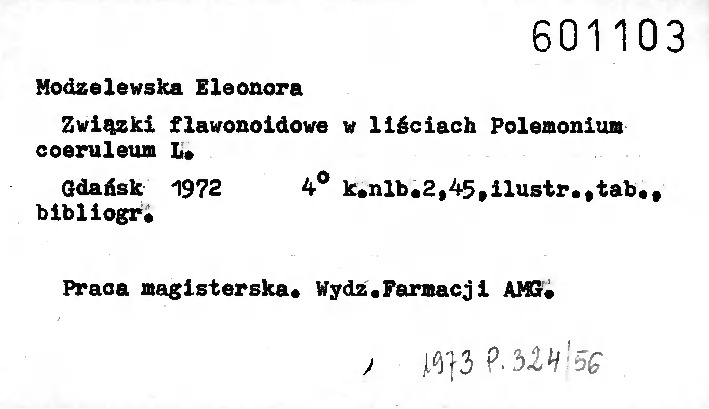 601103
Modzelewska Eleonora
Związki flawonoidowe w liściach Polemonium
coeruleum L.
Gdańsk 1972 4° k.nlb.2,45,ilustr.,tab.,
bibliogr.
Praca magisterska. Wydz.Farmacji AMG.
1973 P. 324/56